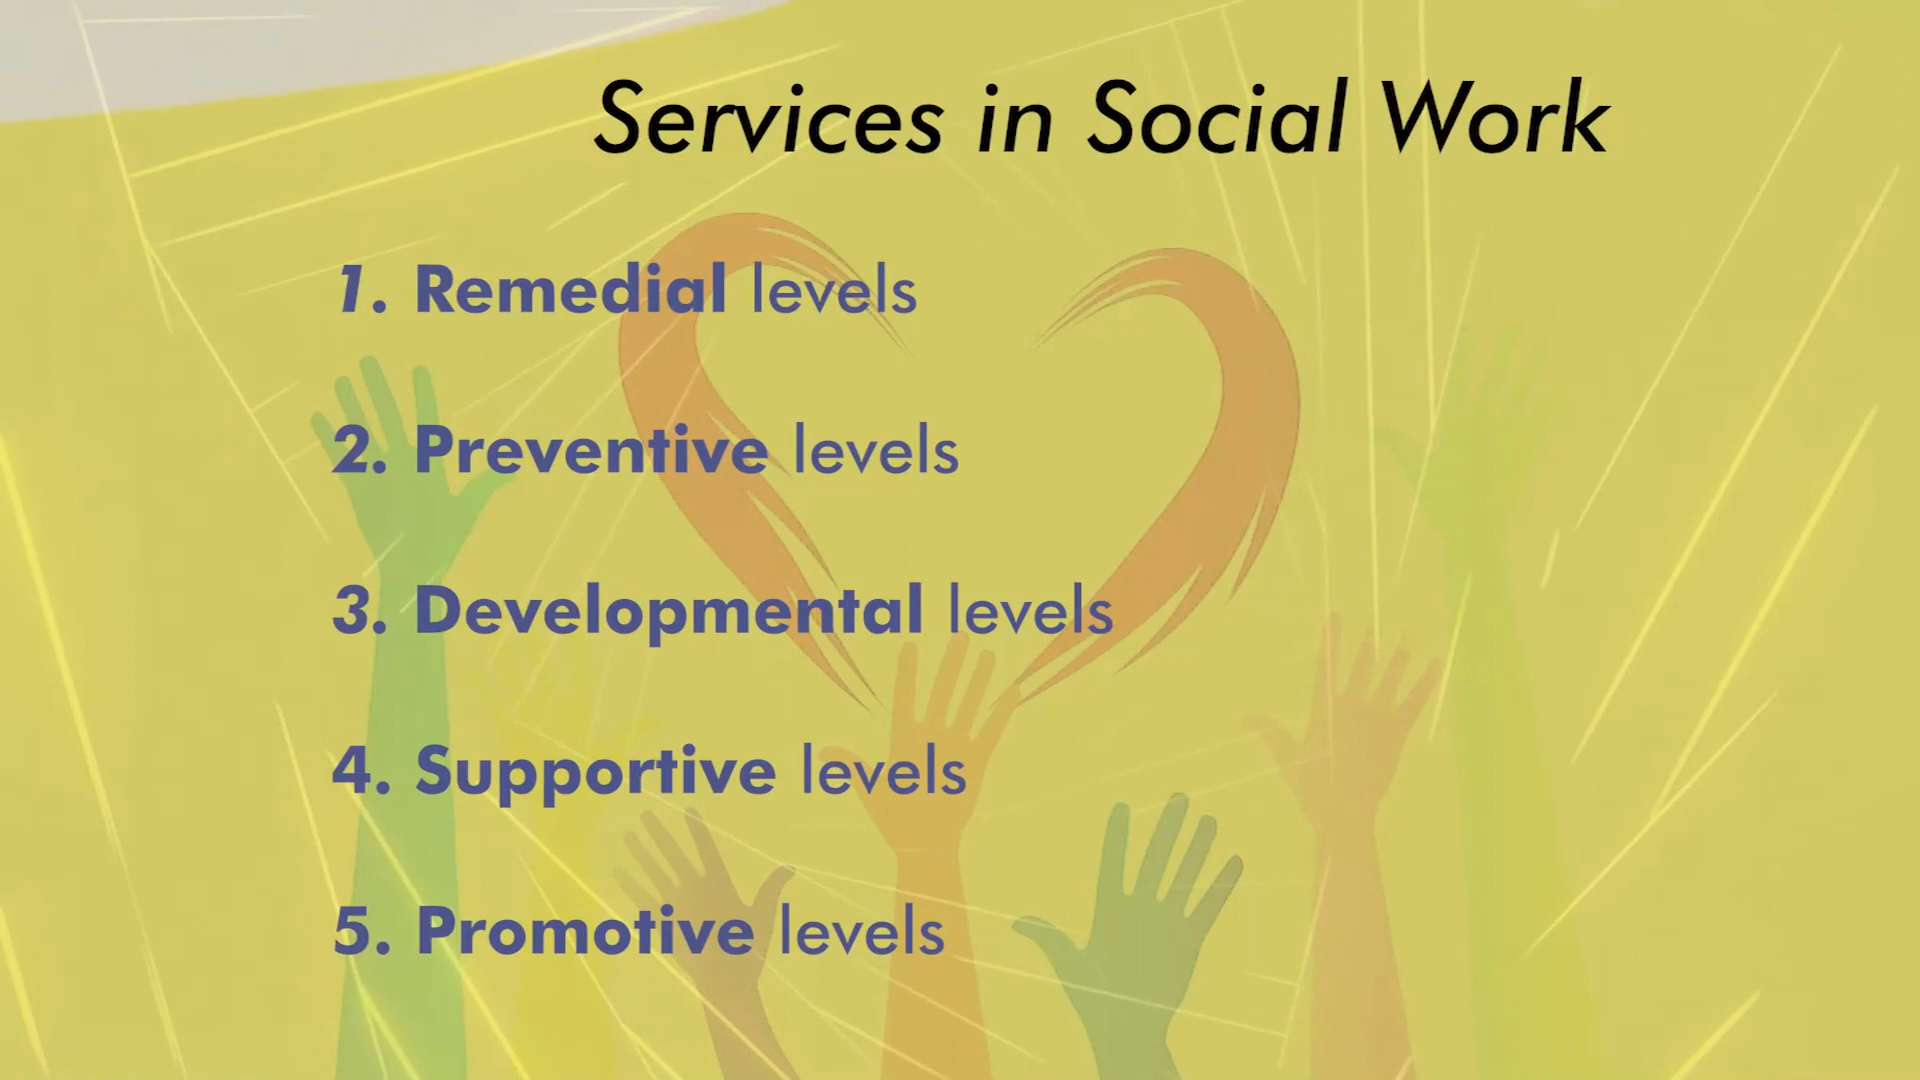 Services in Social Work
1. Remedial levels
2. Preventive levels
3. Developmental levels
4. Supportive levels
5. Promotive levels